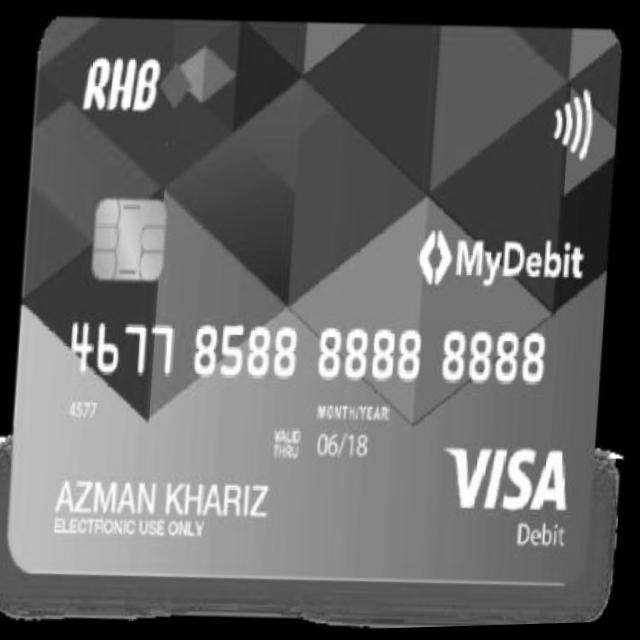 RHB
MyDebit
4677 8588 8888 8888
4577
MONTH/YEAR
VALID THRU 06/18
VISA
Debit
AZMAN KHARIZ
ELECTRONIC USE ONLY